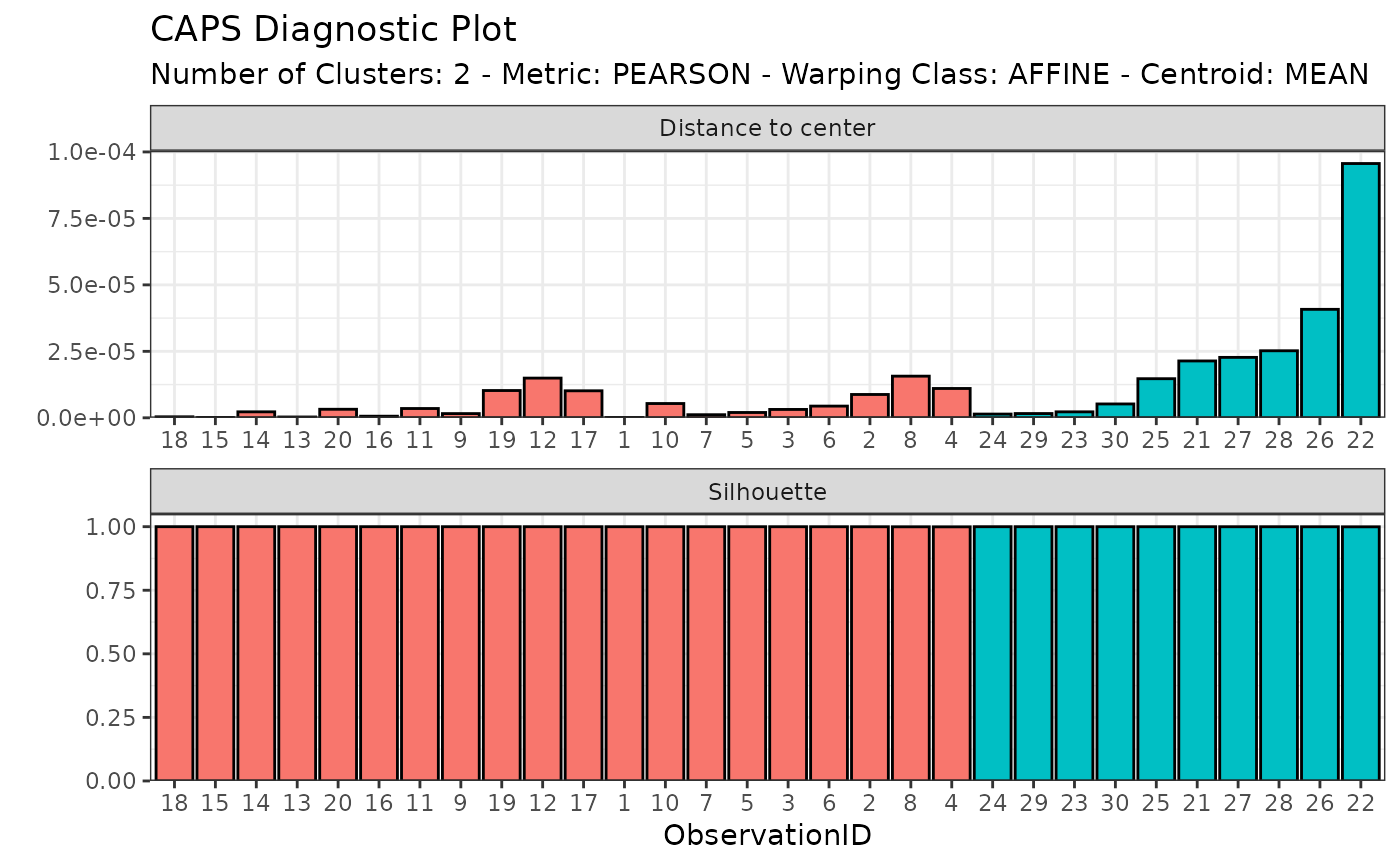 CAPS Diagnostic Plot
Number of Clusters: 2 - Metric: PEARSON - Warping Class: AFFINE - Centroid: MEAN
Distance to center
1.0e-04
7.5e-05
5.0e-05
2.5e-05
0.0e+00
18 15 14 13 20 16 11 9 19 12 17 1 10 7 5 3 6 2 8 4 24 29 23 30 25 21 27 28 26 22
Silhouette
1.00
0.75
0.50
0.25
0.00
18 15 14 13 20 16 11 9 19 12 17 1 10 7 5 3 6 2 8 4 24 29 23 30 25 21 27 28 26 22
ObservationID